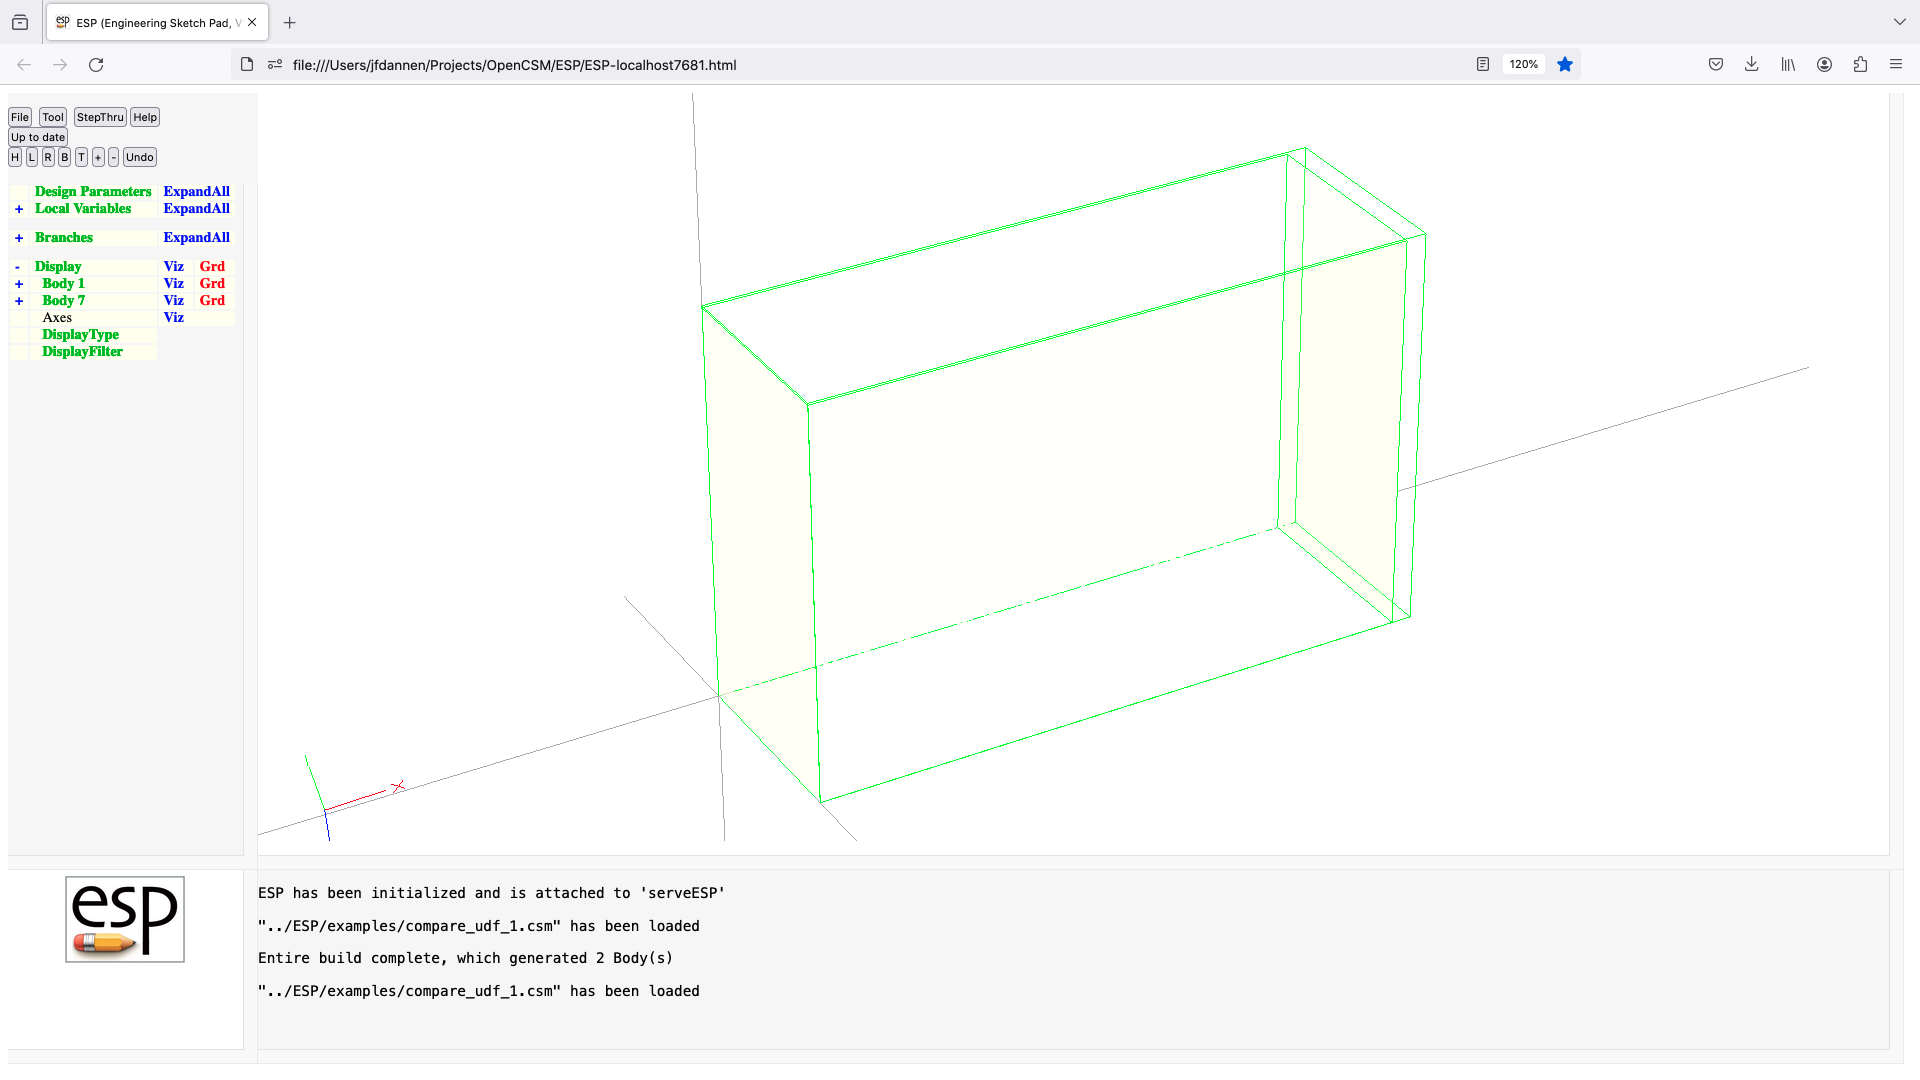 ESP (Engineering Sketch Pad, V
file:///Users/jfdannen/Projects/OpenCSM/ESP/ESP-localhost7681.html
120%
File Tool StepThru Help
Up to date
H L R B T + - Undo
Design Parameters ExpandAll
+ Local Variables ExpandAll
+ Branches ExpandAll
- Display Viz Grd
+ Body 1 Viz Grd
+ Body 7 Viz Grd
Axes Viz
DisplayType
DisplayFilter
X
esp
ESP has been initialized and is attached to 'serveESP'
"../ESP/examples/compare_udf_1.csm" has been loaded
Entire build complete, which generated 2 Body(s)
"../ESP/examples/compare_udf_1.csm" has been loaded